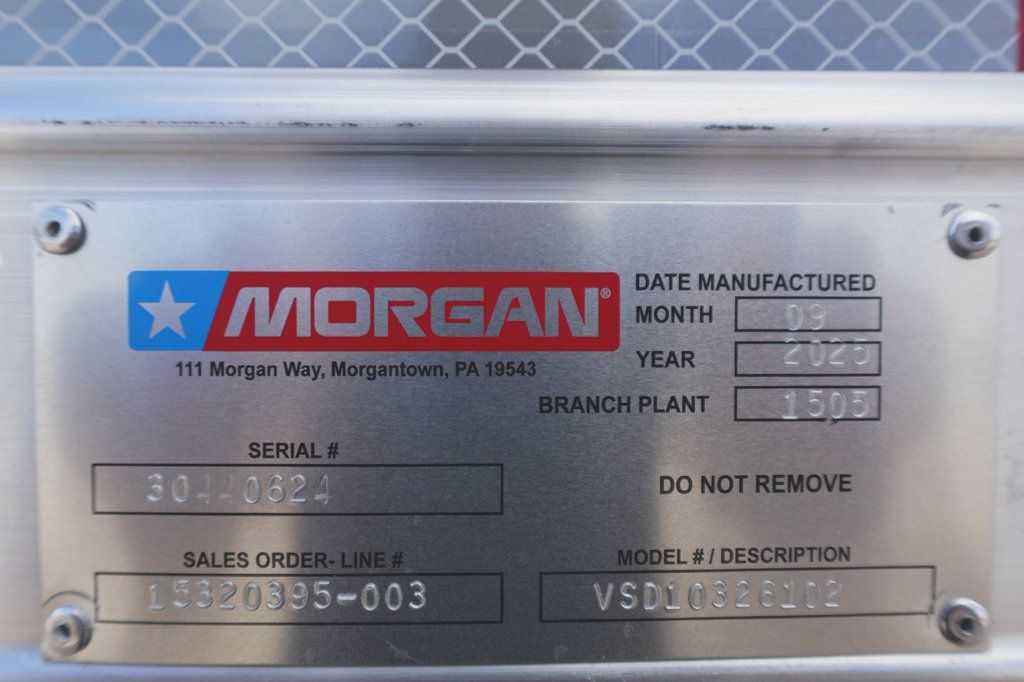 MORGAN®
111 Morgan Way, Morgantown, PA 19543
DATE MANUFACTURED
MONTH 09
YEAR 2025
BRANCH PLANT 1505
SERIAL #
DO NOT REMOVE
SALES ORDER- LINE #
15320395-003
MODEL # / DESCRIPTION
VSD10326102